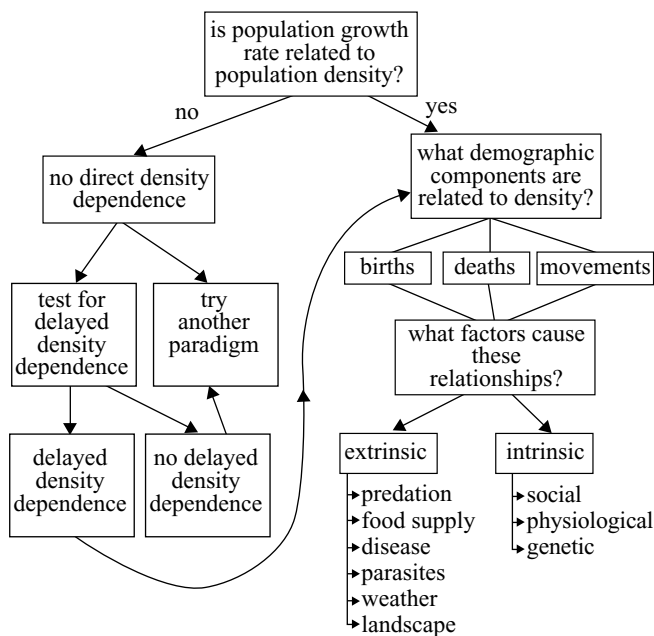 is population growth
rate related to
population density?
no
yes
no direct density
dependence
what demographic
components are
related to density?
births
deaths
movements
test for
delayed
density
dependence
try
another
paradigm
what factors cause
these
relationships?
delayed
density
dependence
no delayed
density
dependence
extrinsic
predation
food supply
disease
parasites
weather
landscape
intrinsic
social
physiological
genetic